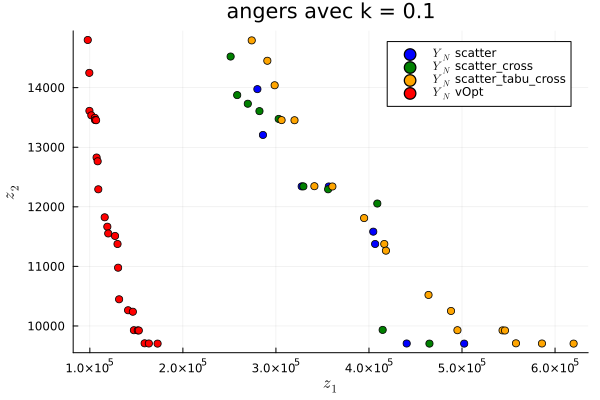 angers avec k = 0.1
Y_N scatter
Y_N scatter_cross
Y_N scatter_tabu_cross
Y_N vOpt
14000
13000
12000
11000
10000
z_2
1.0×10^5
2.0×10^5
3.0×10^5
4.0×10^5
5.0×10^5
6.0×10^5
z_1